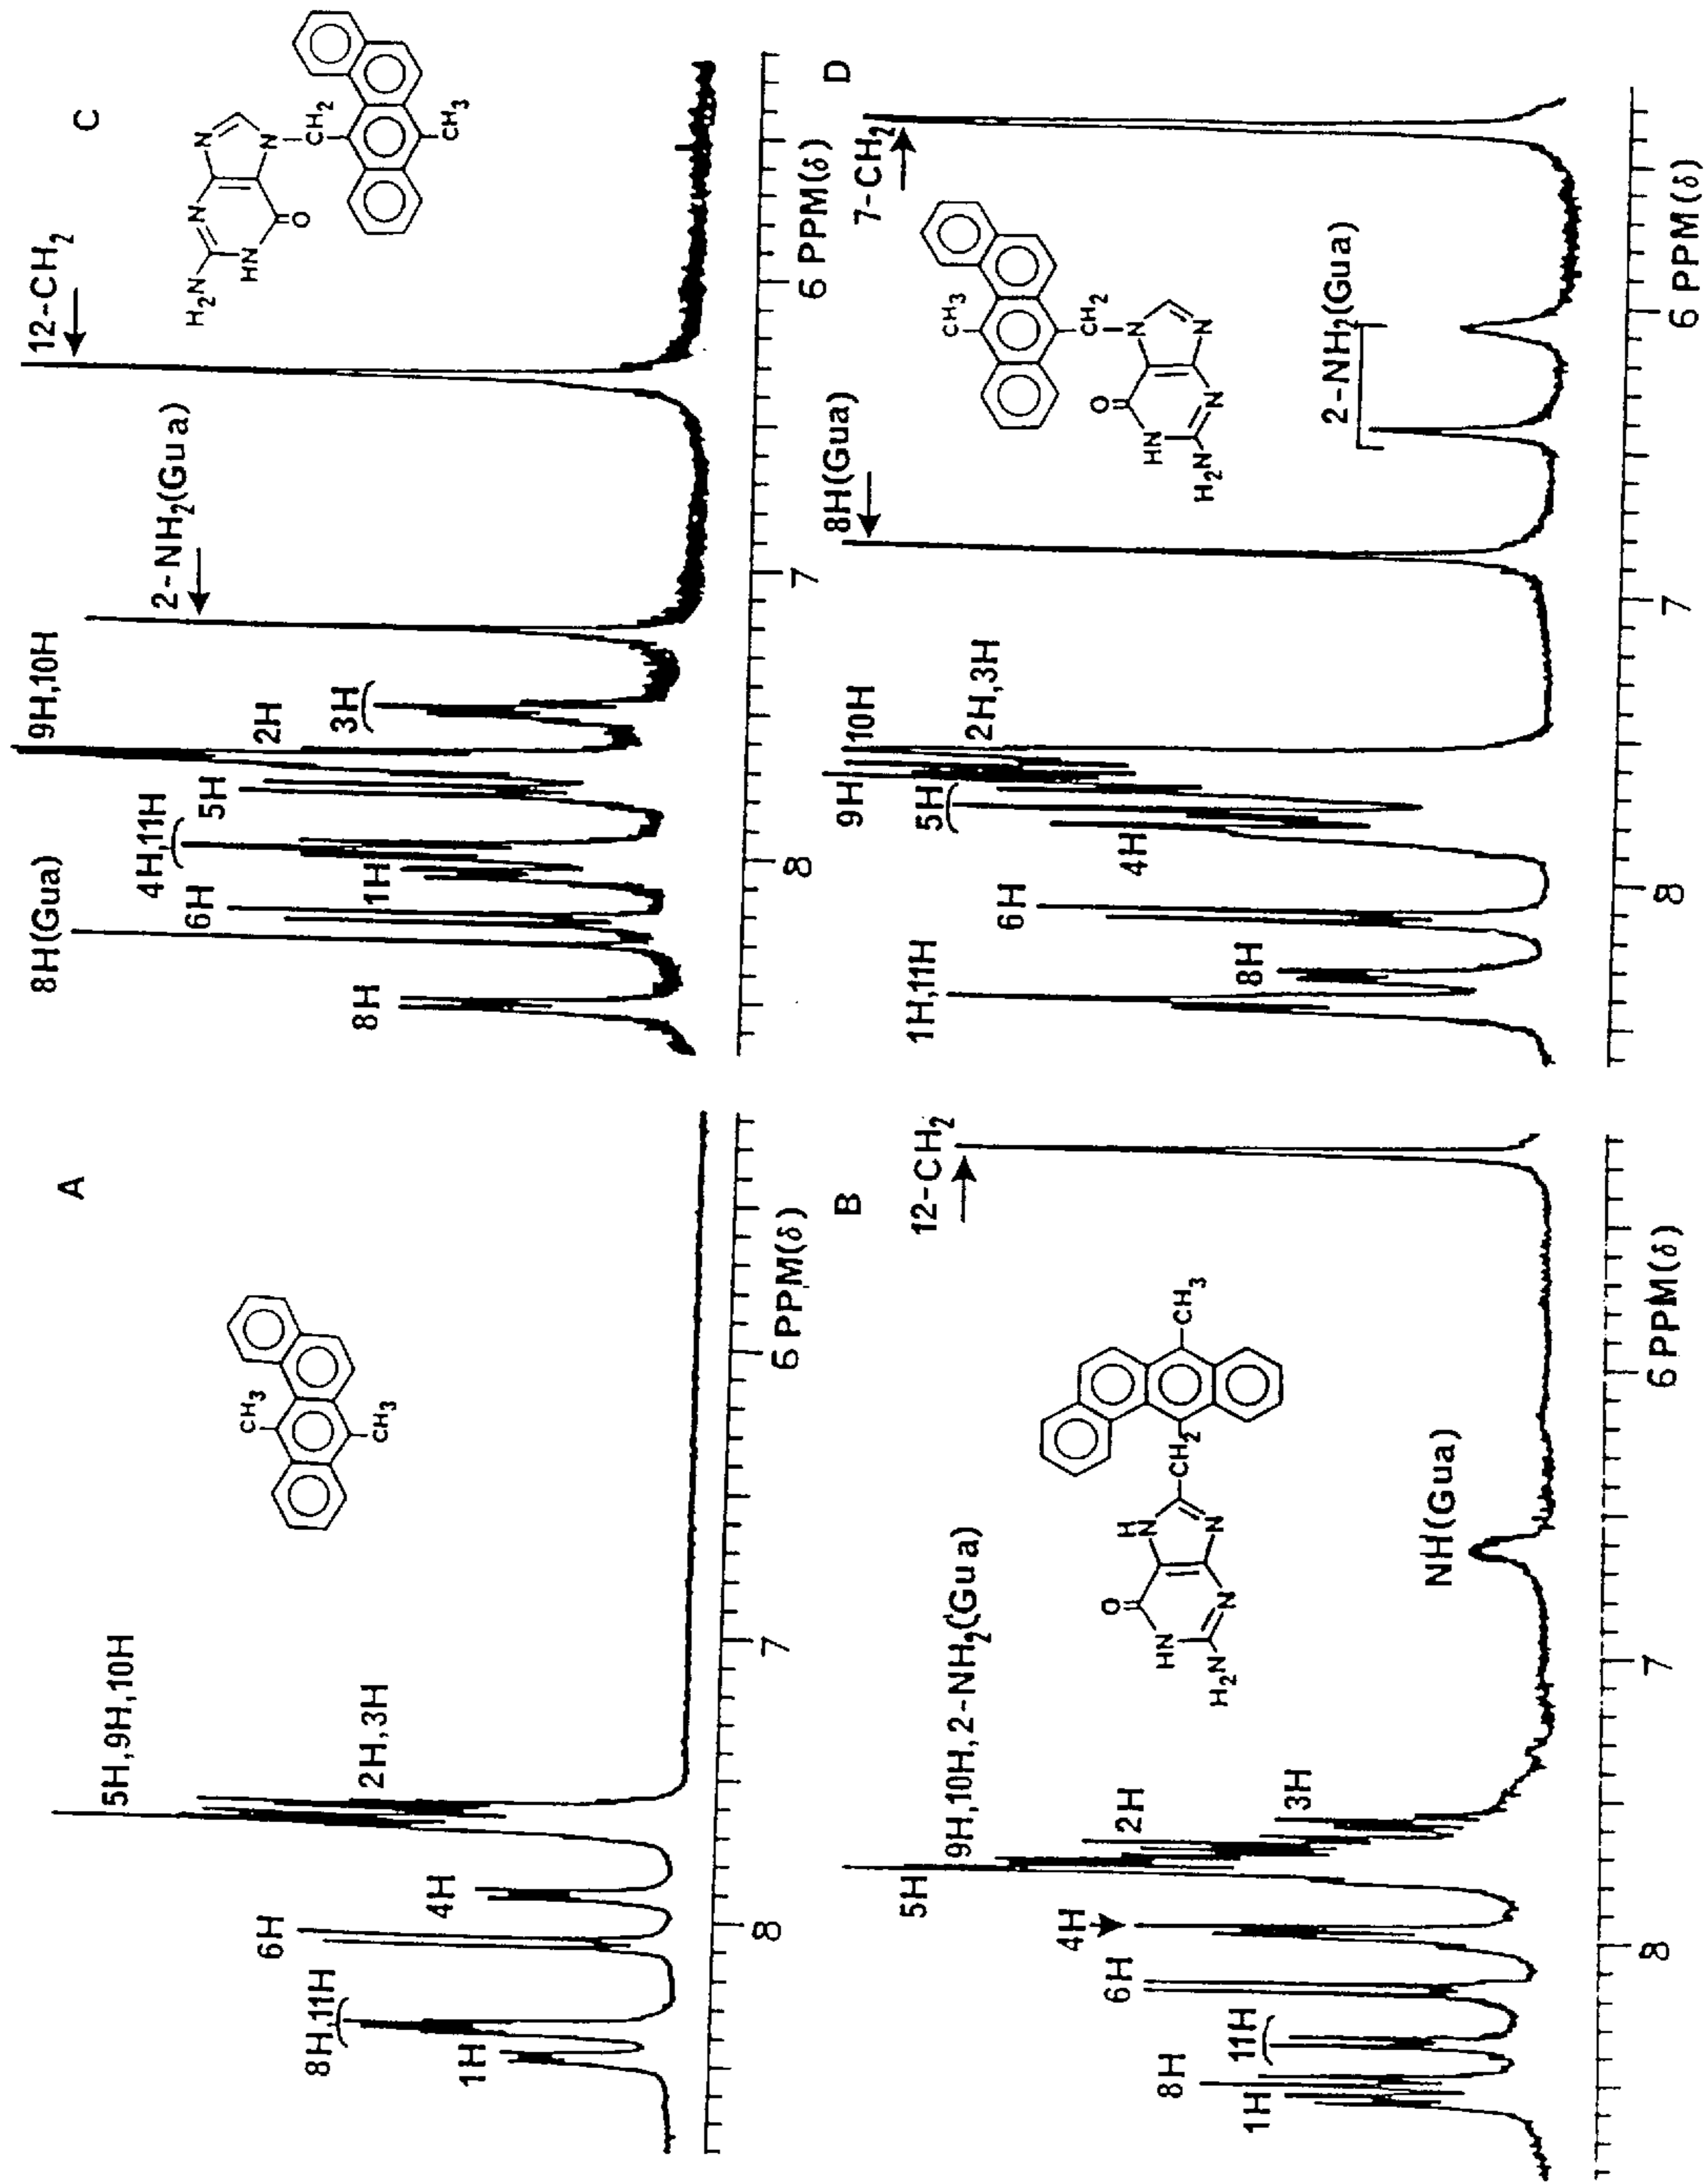 A
5H,9H,10H
2H,3H
4H
6H
8H,11H
1H
CH3
CH3
8
7
6 PPM(δ)
B
12-CH2
9H,10H,2-NH2(Gua)
5H
2H
3H
4H
6H
11H
8H
1H
NH(Gua)
O
H
N
HN
N
N
H2N
CH2
CH3
8
7
6 PPM(δ)
C
12-CH2
2-NH2(Gua)
9H,10H
2H
3H
5H
4H,11H
1H
6H
8H(Gua)
8H
H2N
N
N
HN
N
O
CH2
CH3
8
7
6 PPM(δ)
D
7-CH2
8H(Gua)
2-NH2(Gua)
10H
2H,3H
9H
5H
4H
6H
1H,11H
8H
CH3
CH2
O
N
HN
N
N
H2N
8
7
6 PPM(δ)